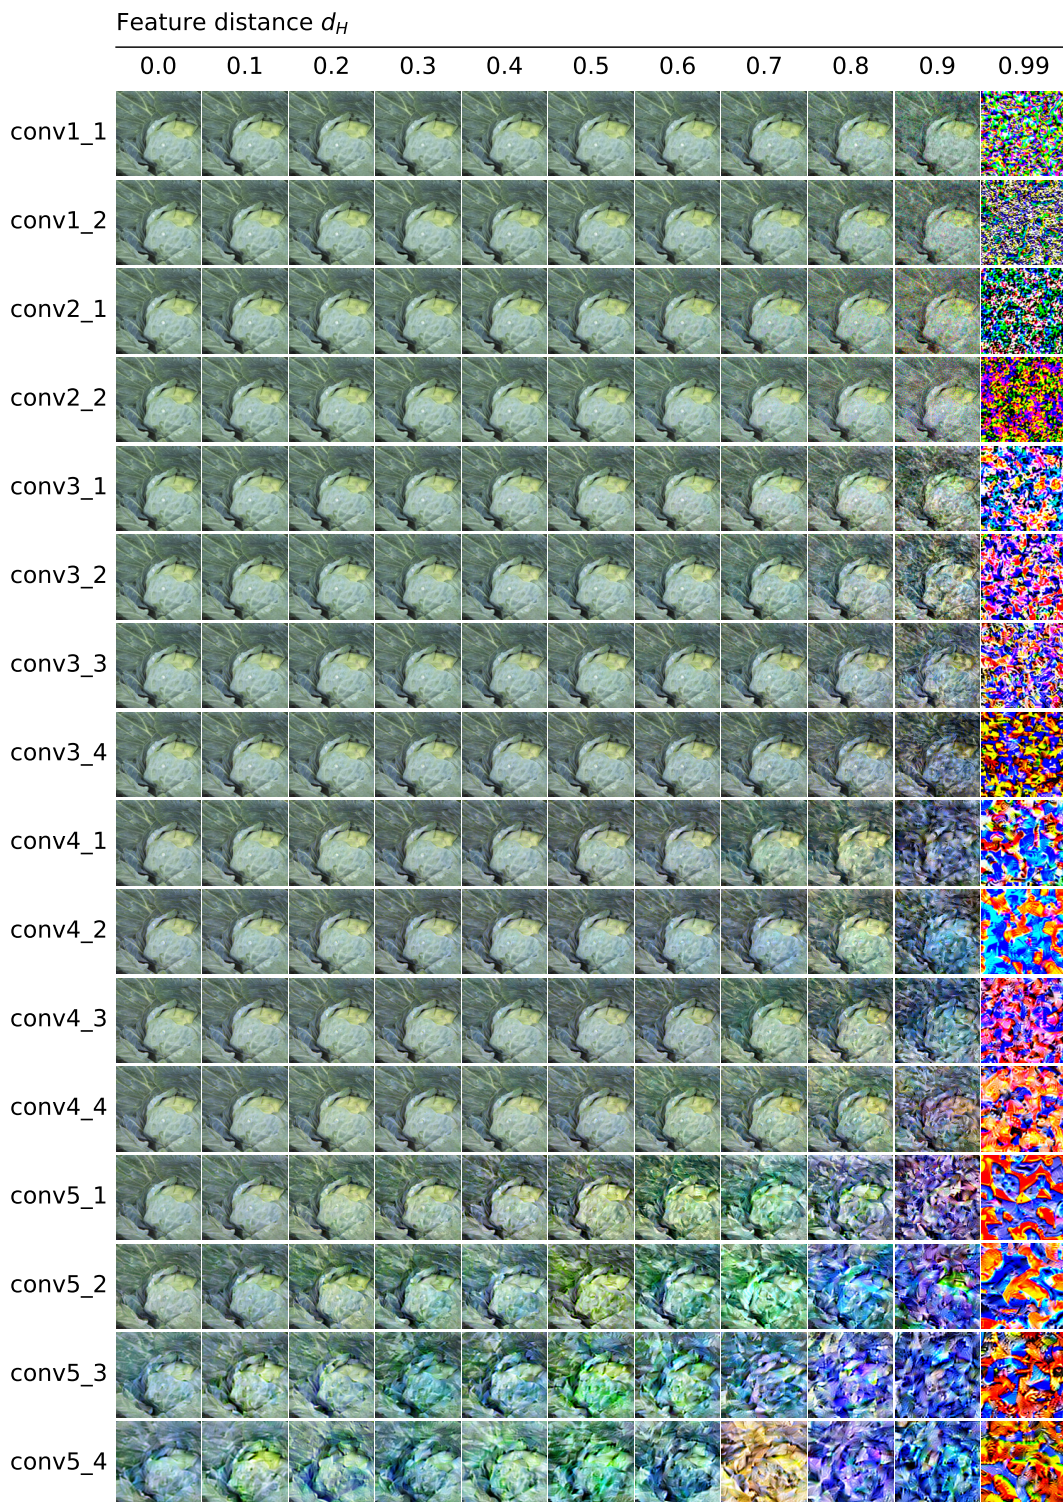 Feature distance d_H
0.0 0.1 0.2 0.3 0.4 0.5 0.6 0.7 0.8 0.9 0.99
conv1_1
conv1_2
conv2_1
conv2_2
conv3_1
conv3_2
conv3_3
conv3_4
conv4_1
conv4_2
conv4_3
conv4_4
conv5_1
conv5_2
conv5_3
conv5_4